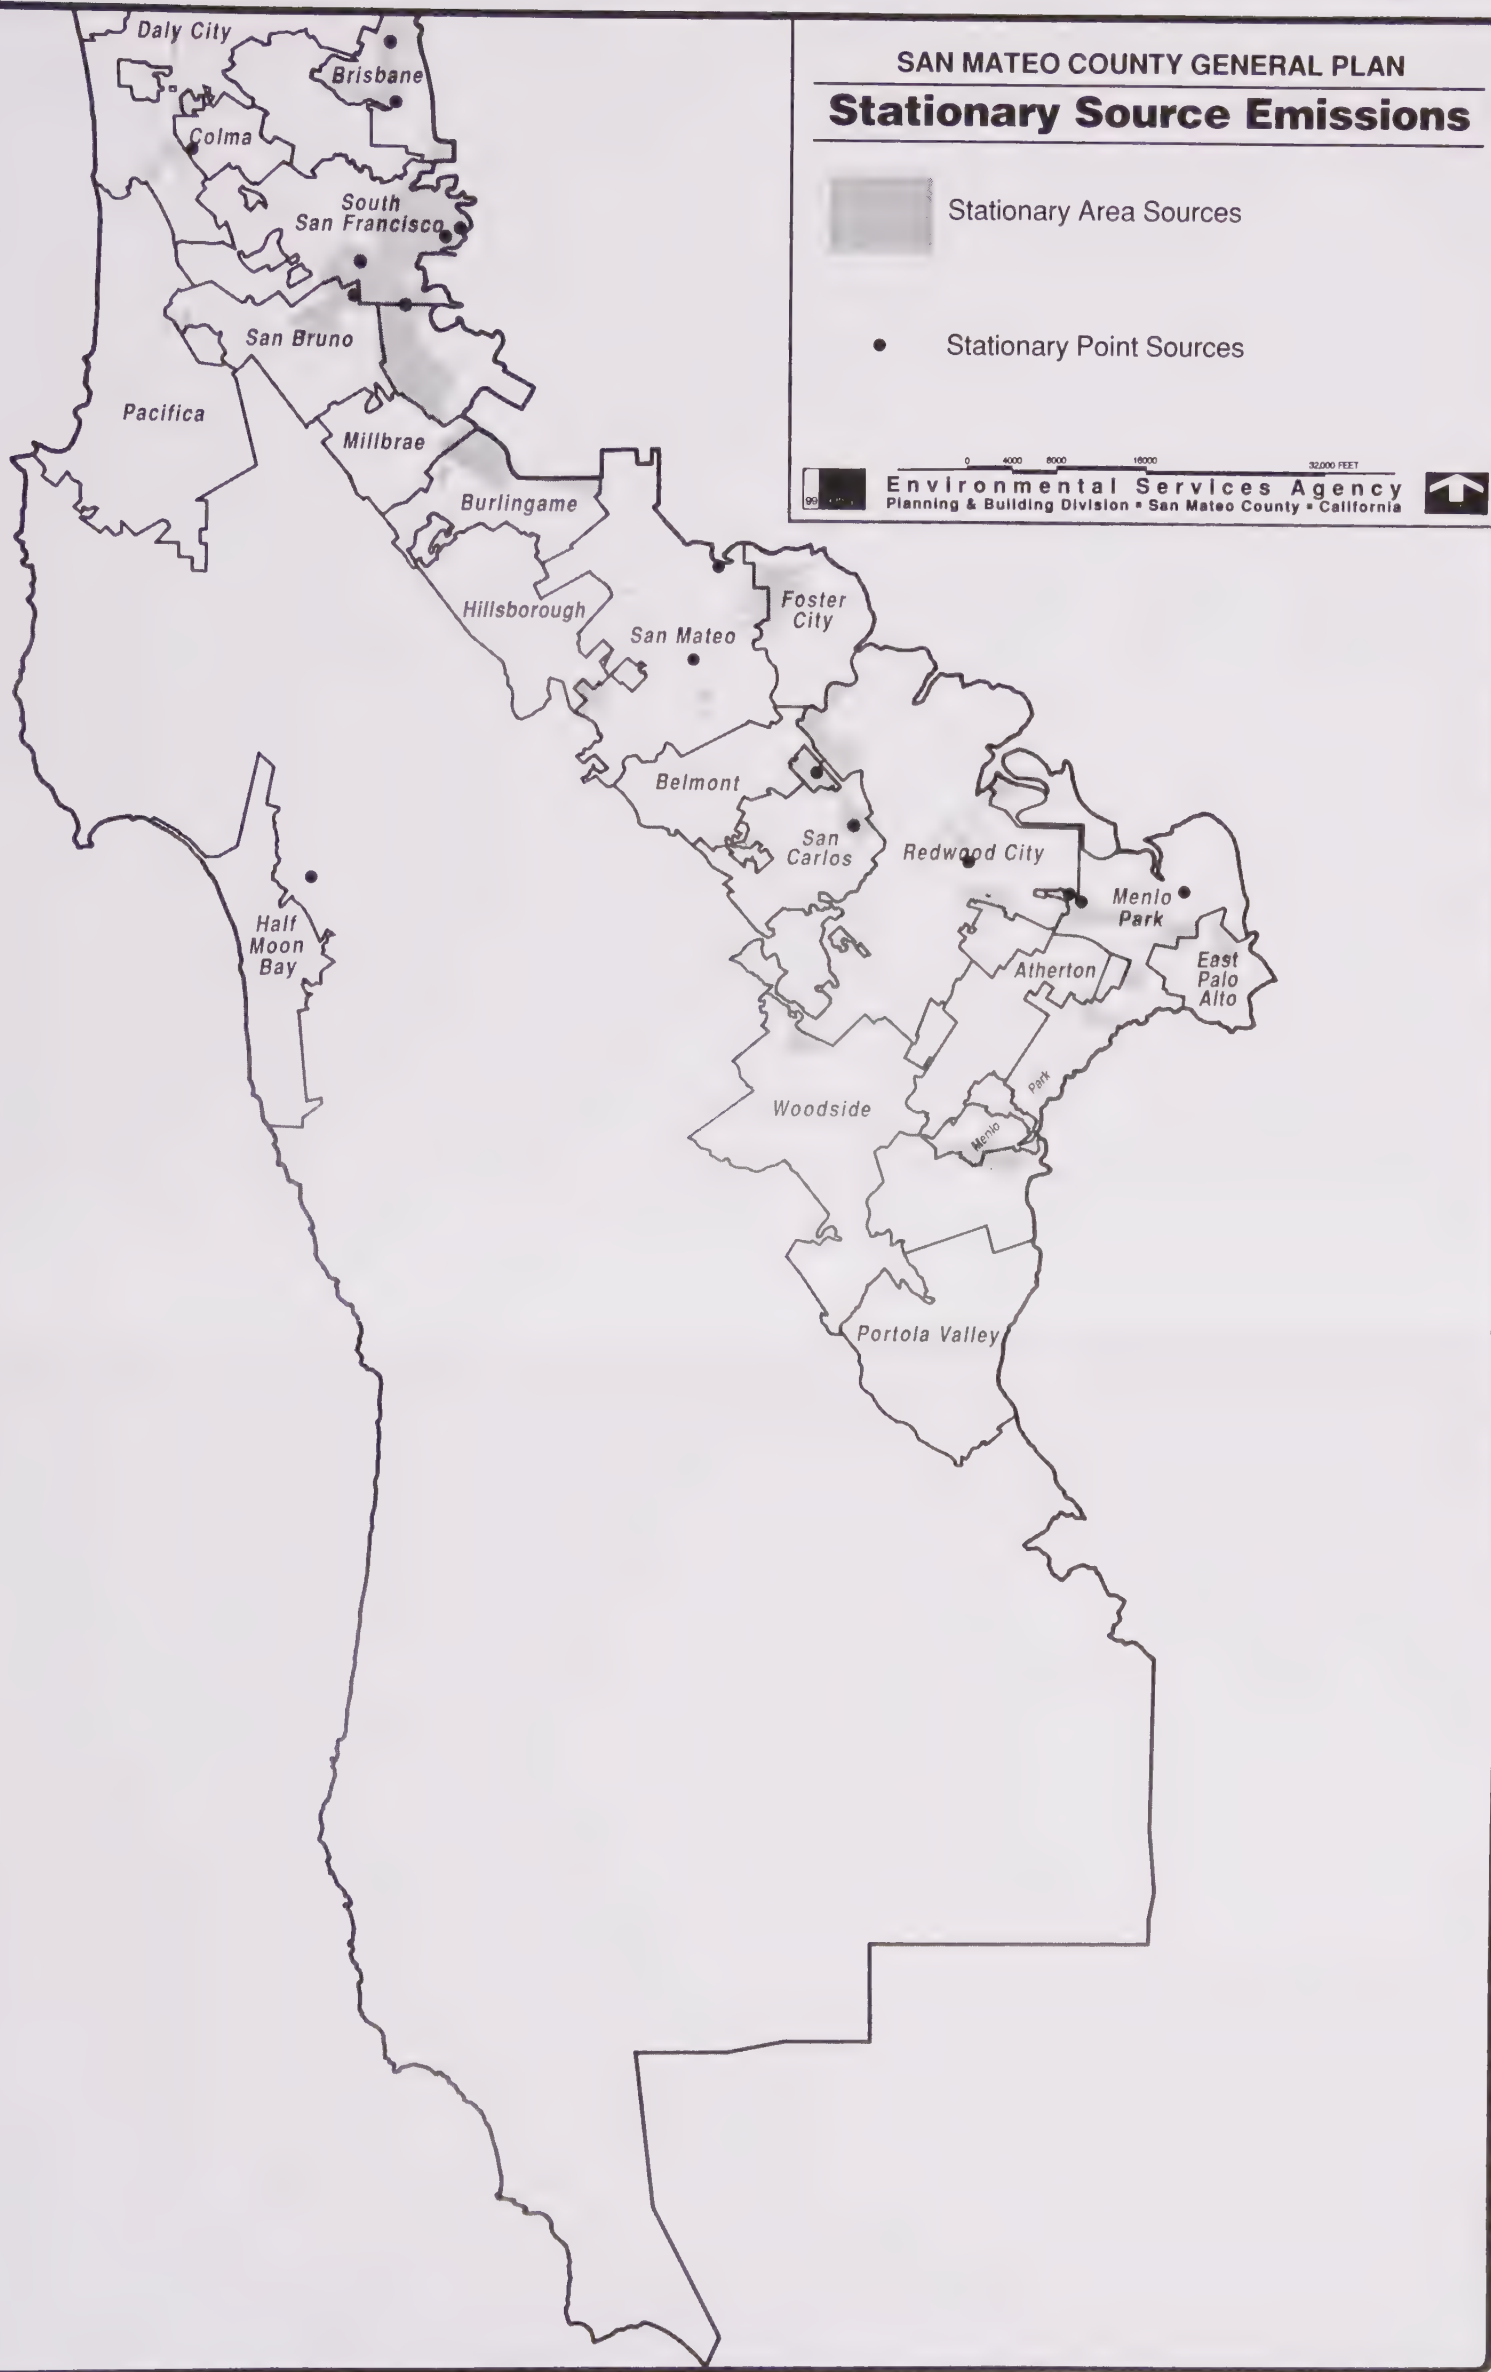 SAN MATEO COUNTY GENERAL PLAN
Stationary Source Emissions
Stationary Area Sources
Stationary Point Sources
0 4000 8000 16000 32,000 FEET
99
Environmental Services Agency
Planning & Building Division • San Mateo County • California
Daly City
Brisbane
Colma
South
San Francisco
San Bruno
Pacifica
Millbrae
Burlingame
Hillsborough
San Mateo
Foster
City
Belmont
San
Carlos
Redwood City
Menlo
Park
Half
Moon
Bay
Atherton
East
Palo
Alto
Park
Menlo
Woodside
Portola Valley